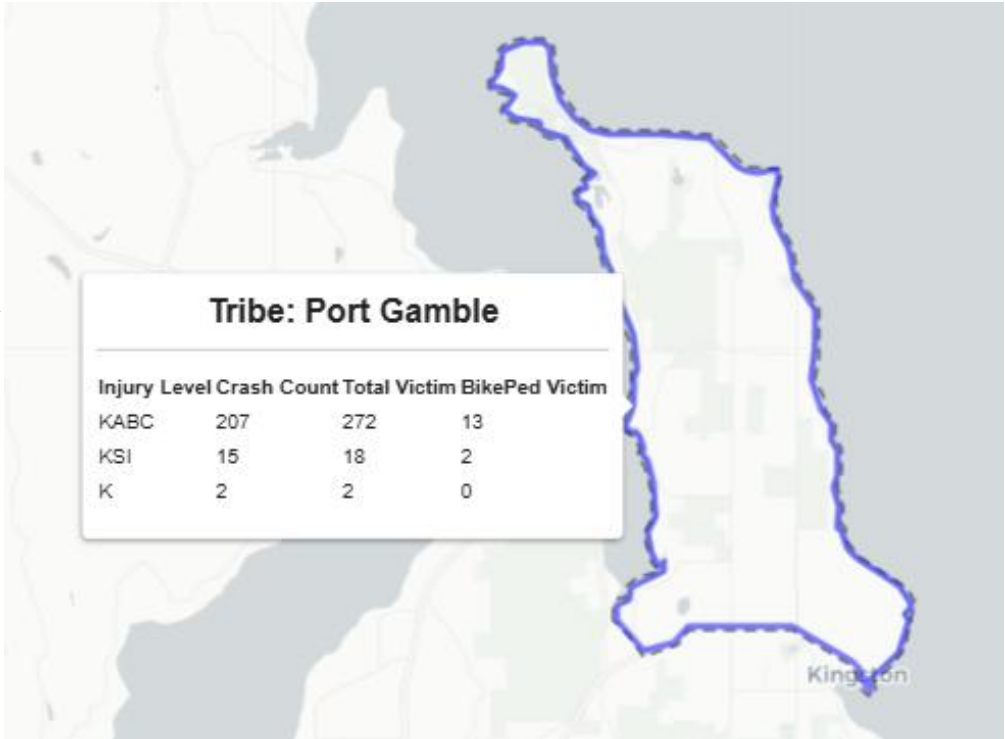 Tribe: Port Gamble
Injury Level Crash Count Total Victim BikePed Victim
KABC 207 272 13
KSI 15 18 2
K 2 2 0
Kingston